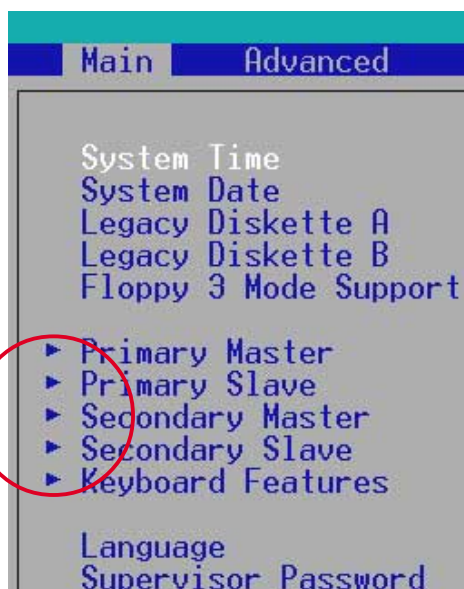 Main Advanced
System Time
System Date
Legacy Diskette A
Legacy Diskette B
Floppy 3 Mode Support
Primary Master
Primary Slave
Secondary Master
Secondary Slave
Keyboard Features
Language
Supervisor Password